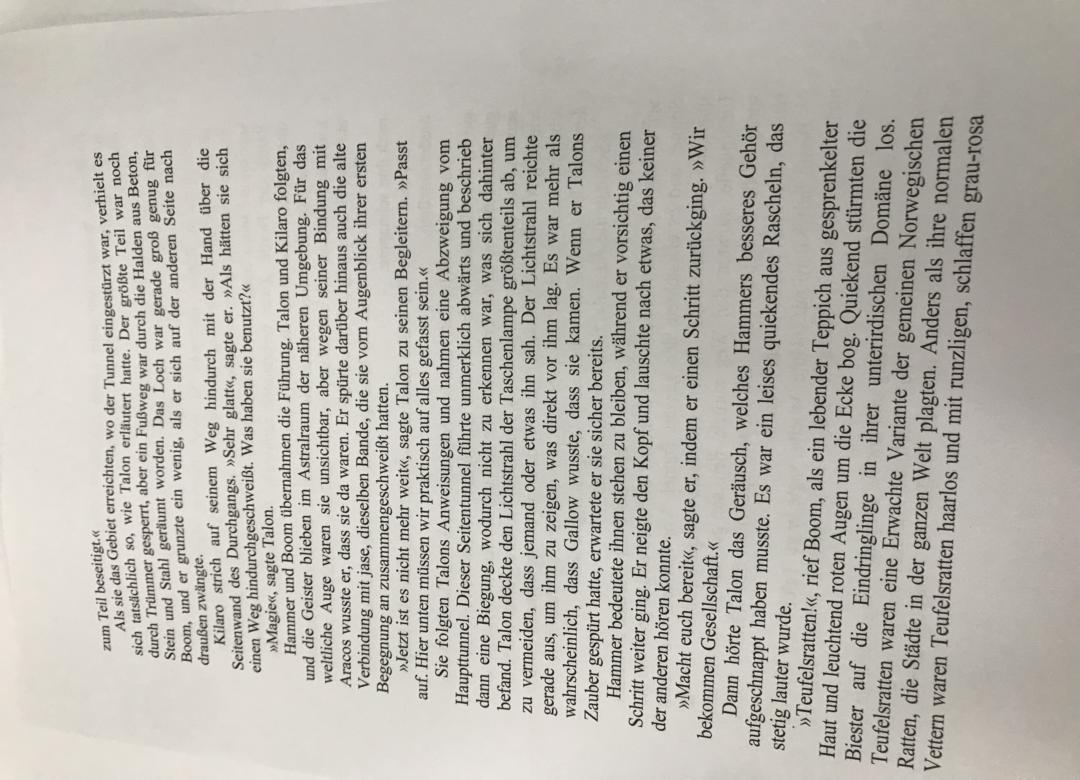 zum Teil beseitigt.«
Als sie das Gebiet erreichten, wo der Tunnel eingestürzt war, verhielt es
sich tatsächlich so, wie Talon erläutert hatte. Der größte Teil war noch
durch Trümmer gesperrt, aber ein Fußweg war durch die Halden aus Beton,
Stein und Stahl geräumt worden. Das Loch war gerade groß genug für
Boom, und er grunzte ein wenig, als er sich auf der anderen Seite nach
draußen zwängte.
Kilaro strich auf seinem Weg hindurch mit der Hand über die
Seitenwand des Durchgangs. »Sehr glatt«, sagte er. »Als hätten sie sich
einen Weg hindurchgeschweißt. Was haben sie benutzt?«
»Magie«, sagte Talon.
Hammer und Boom übernahmen die Führung, Talon und Kilaro folgten,
und die Geister blieben im Astralraum der näheren Umgebung. Für das
weltliche Auge waren sie unsichtbar, aber wegen seiner Bindung mit
Aracos wusste er, dass sie da waren. Er spürte darüber hinaus auch die alte
Verbindung mit Jase, dieselben Bande, die sie vom Augenblick ihrer ersten
Begegnung an zusammengeschweißt hatten.
»Jetzt ist es nicht mehr weit«, sagte Talon zu seinen Begleitern. »Passt
auf. Hier unten müssen wir praktisch auf alles gefasst sein.«
Sie folgten Talons Anweisungen und nahmen eine Abzweigung vom
Haupttunnel. Dieser Seitentunnel führte unmerklich abwärts und beschrieb
dann eine Biegung, wodurch nicht zu erkennen war, was sich dahinter
befand. Talon deckte den Lichtstrahl der Taschenlampe größtenteils ab, um
zu vermeiden, dass jemand oder etwas ihn sah. Der Lichtstrahl reichte
gerade aus, um ihm zu zeigen, was direkt vor ihm lag. Es war mehr als
wahrscheinlich, dass Gallow wusste, dass sie kamen. Wenn er Talons
Zauber gespürt hatte, erwartete er sie sicher bereits.
Hammer bedeutete ihnen stehen zu bleiben, während er vorsichtig einen
Schritt weiter ging. Er neigte den Kopf und lauschte nach etwas, das keiner
der anderen hören konnte.
»Macht euch bereit«, sagte er, indem er einen Schritt zurückging. »Wir
bekommen Gesellschaft.«
Dann hörte Talon das Geräusch, welches Hammers besseres Gehör
aufgeschnappt haben musste. Es war ein leises quiekendes Rascheln, das
stetig lauter wurde.
»Teufelsratten!«, rief Boom, als ein lebender Teppich aus gesprenkelter
Haut und leuchtend roten Augen um die Ecke bog. Quiekend stürmten die
Biester auf die Eindringlinge in ihrer unterirdischen Domäne los.
Teufelsratten waren eine Erwachte Variante der gemeinen Norwegischen
Ratten, die die Städte in der ganzen Welt plagten. Anders als ihre normalen
Vettern waren Teufelsratten haarlos und mit runzligen, schlaffen grau-rosa